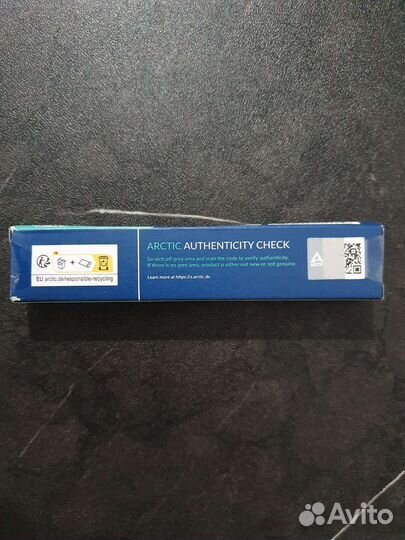 ARCTIC AUTHENTICITY CHECK
Scratch off grey area and scan the code to verify authenticity.
If there is no grey area, product is either not new or not genuine.
Learn more at https://a.arctic.de
EU arctic.de/responsible-recycling
Avito